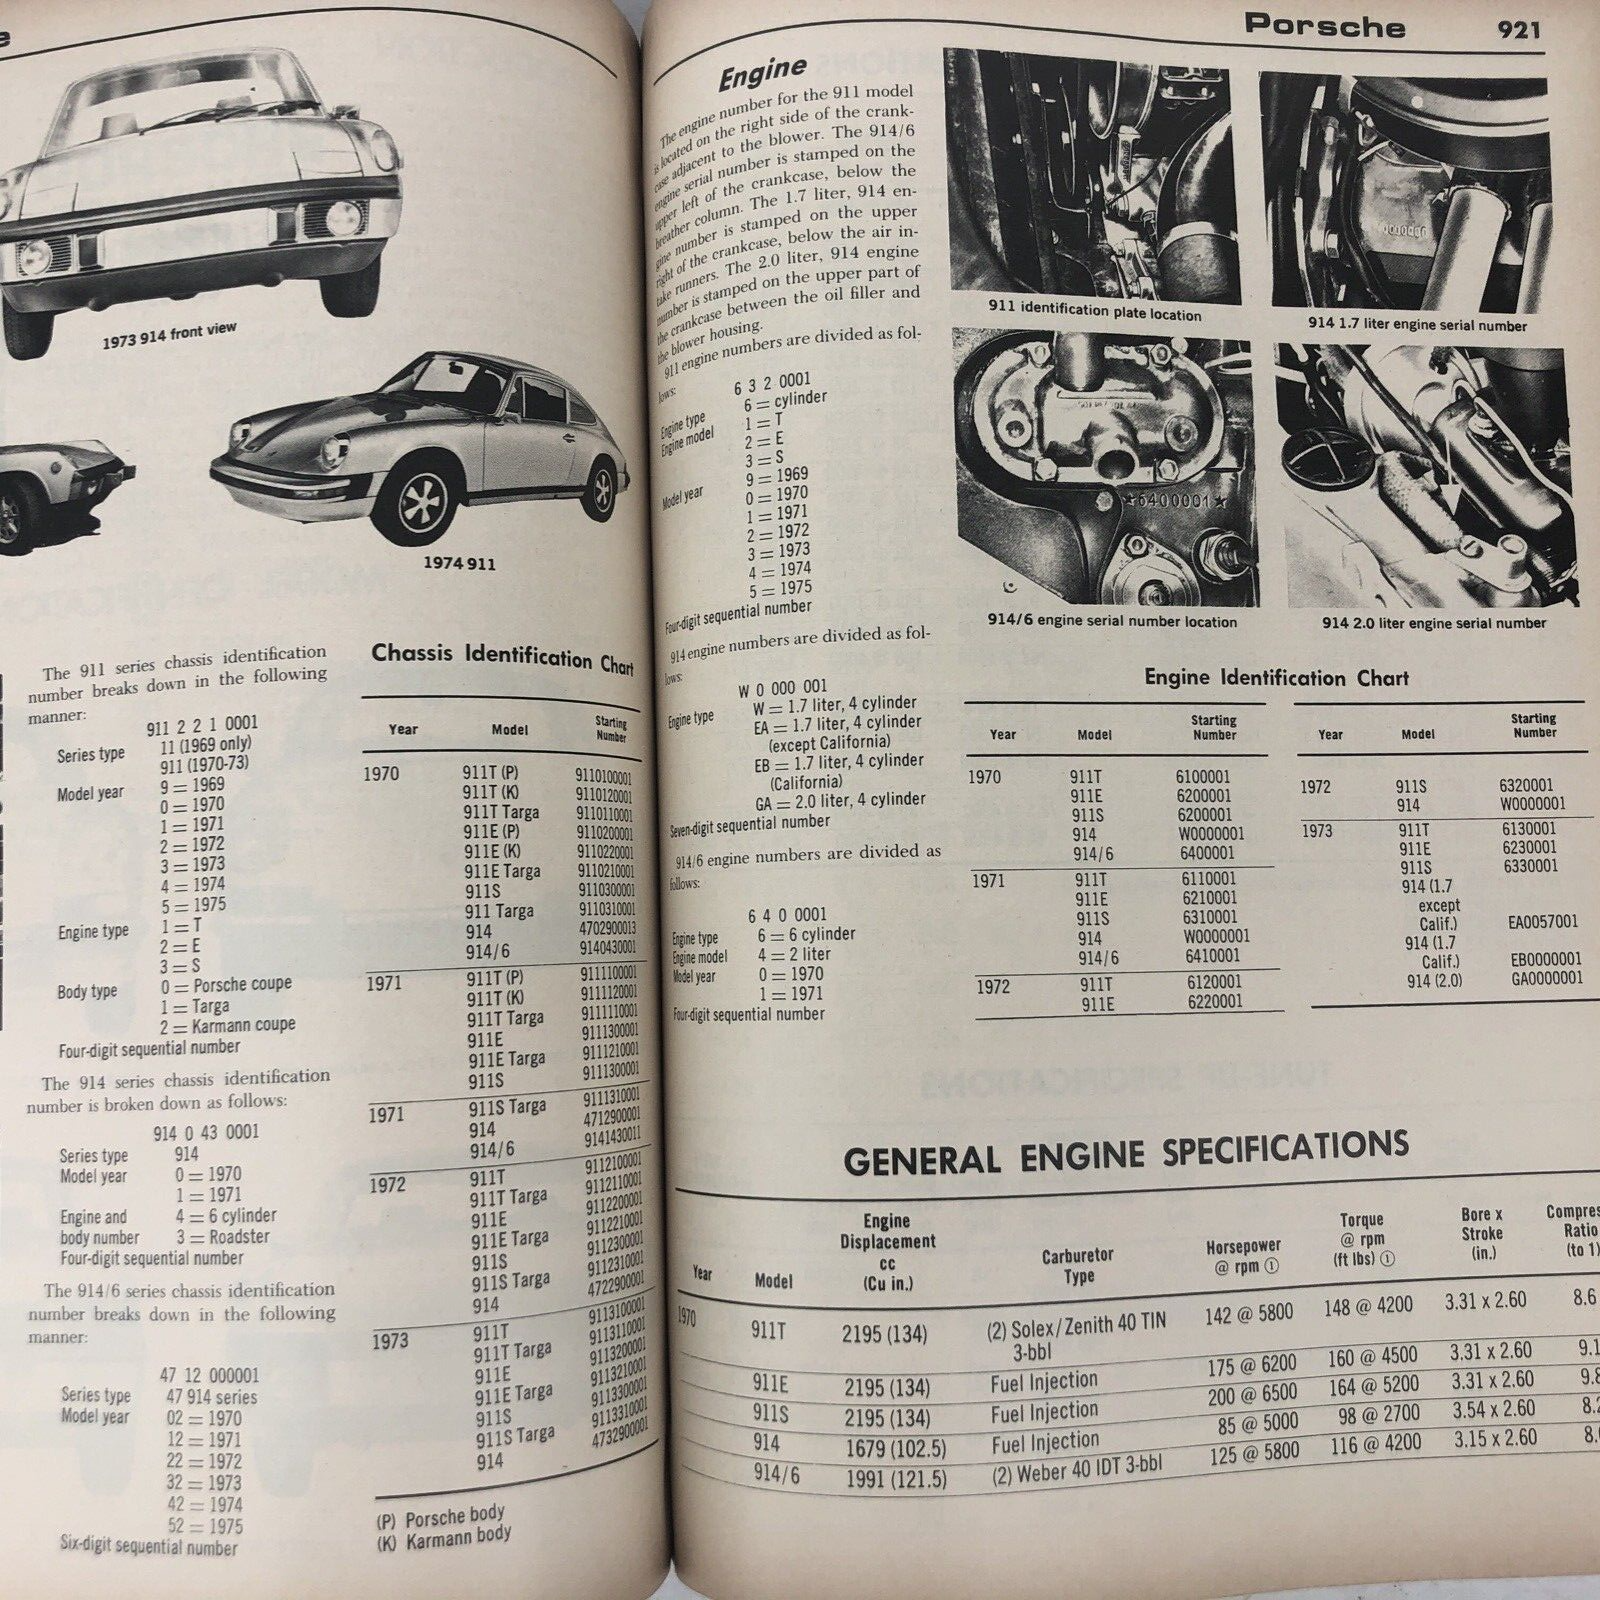 e
1973 914 front view
1974 911
The 911 series chassis identification
number breaks down in the following
manner:
911 2 2 1 0001
Series type 11 (1969 only)
911 (1970-73)
Model year 9 = 1969
0 = 1970
1 = 1971
2 = 1972
3 = 1973
4 = 1974
5 = 1975
Engine type 1 = T
2 = E
3 = S
Body type 0 = Porsche coupe
1 = Targa
2 = Karmann coupe
Four-digit sequential number
The 914 series chassis identification
number is broken down as follows:
914 0 43 0001
Series type 914
Model year 0 = 1970
1 = 1971
Engine and 4 = 6 cylinder
body number 3 = Roadster
Four-digit sequential number
The 914/6 series chassis identification
number breaks down in the following
manner:
47 12 000001
Series type 47 914 series
Model year 02 = 1970
12 = 1971
22 = 1972
32 = 1973
42 = 1974
52 = 1975
Six-digit sequential number
Chassis Identification Chart
Year Model Starting Number
1970 911T (P) 9110100001
911T (K) 9110120001
911T Targa 9110110001
911E (P) 9110200001
911E (K) 9110220001
911E Targa 9110210001
911S 9110300001
911 Targa 9110310001
914 4702900013
914/6 9140430001
1971 911T (P) 9111100001
911T (K) 9111120001
911T Targa 9111110001
911E 9111300001
911E Targa 9111210001
911S 9111300001
1971 911S Targa 9111310001
914 4712900001
914/6 9141430011
1972 911T 9112100001
911T Targa 9112110001
911E 9112200001
911E Targa 9112210001
911S 9112300001
911S Targa 9112310001
914 4722900001
1973 911T 9113100001
911T Targa 9113110001
911E 9113200001
911E Targa 9113210001
911S 9113300001
911S Targa 9113310001
914 4732900001
(P) Porsche body
(K) Karmann body
Porsche 921
Engine
The engine number for the 911 model
is located on the right side of the crank-
case adjacent to the blower. The 914/6
engine serial number is stamped on the
upper left of the crankcase, below the
breather column. The 1.7 liter, 914 en-
gine number is stamped on the upper
right of the crankcase, below the air in-
take runners. The 2.0 liter, 914 engine
number is stamped on the upper part of
the crankcase between the oil filler and
the blower housing.
911 engine numbers are divided as fol-
lows:
6 3 2 0001
Engine type 6 = cylinder
Engine model 1 = T
2 = E
3 = S
Model year 9 = 1969
0 = 1970
1 = 1971
2 = 1972
3 = 1973
4 = 1974
5 = 1975
Four-digit sequential number
914 engine numbers are divided as fol-
lows:
W 0 000 001
Engine type W = 1.7 liter, 4 cylinder
EA = 1.7 liter, 4 cylinder
(except California)
EB = 1.7 liter, 4 cylinder
(California)
GA = 2.0 liter, 4 cylinder
Seven-digit sequential number
914/6 engine numbers are divided as
follows:
6 4 0 0001
Engine type 6 = 6 cylinder
Engine model 4 = 2 liter
Model year 0 = 1970
1 = 1971
Four-digit sequential number
911 identification plate location
914 1.7 liter engine serial number
★6400001★
914/6 engine serial number location
914 2.0 liter engine serial number
Engine Identification Chart
Year Model Starting Number
1970 911T 6100001
911E 6200001
911S 6200001
914 W0000001
914/6 6400001
1971 911T 6110001
911E 6210001
911S 6310001
914 W0000001
914/6 6410001
1972 911T 6120001
911E 6220001
Year Model Starting Number
1972 911S 6320001
914 W0000001
1973 911T 6130001
911E 6230001
911S 6330001
914 (1.7
except
Calif.) EA0057001
914 (1.7
Calif.) EB0000001
914 (2.0) GA0000001
GENERAL ENGINE SPECIFICATIONS
Year Model Engine Displacement cc (Cu in.) Carburetor Type Horsepower @ rpm ① Torque @ rpm (ft lbs) ① Bore x Stroke (in.) Compres Ratio (to 1)
1970 911T 2195 (134) (2) Solex/Zenith 40 TIN 142 @ 5800 148 @ 4200 3.31 x 2.60 8.6
3-bbl
911E 2195 (134) Fuel Injection 175 @ 6200 160 @ 4500 3.31 x 2.60 9.1
911S 2195 (134) Fuel Injection 200 @ 6500 164 @ 5200 3.31 x 2.60 9.8
914 1679 (102.5) Fuel Injection 85 @ 5000 98 @ 2700 3.54 x 2.60 8.2
914/6 1991 (121.5) (2) Weber 40 IDT 3-bbl 125 @ 5800 116 @ 4200 3.15 x 2.60 8.